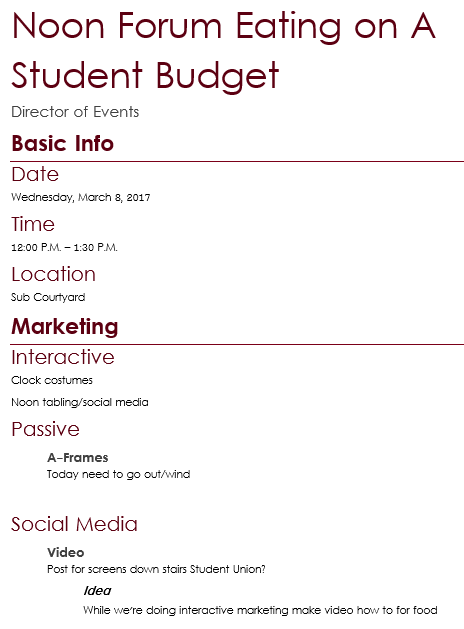 Noon Forum Eating on A
Student Budget
Director of Events
Basic Info
Date
Wednesday, March 8, 2017
Time
12:00 P.M. – 1:30 P.M.
Location
Sub Courtyard
Marketing
Interactive
Clock costumes
Noon tabling/social media
Passive
A-Frames
Today need to go out/wind
Social Media
Video
Post for screens down stairs Student Union?
Idea
While we're doing interactive marketing make video how to for food